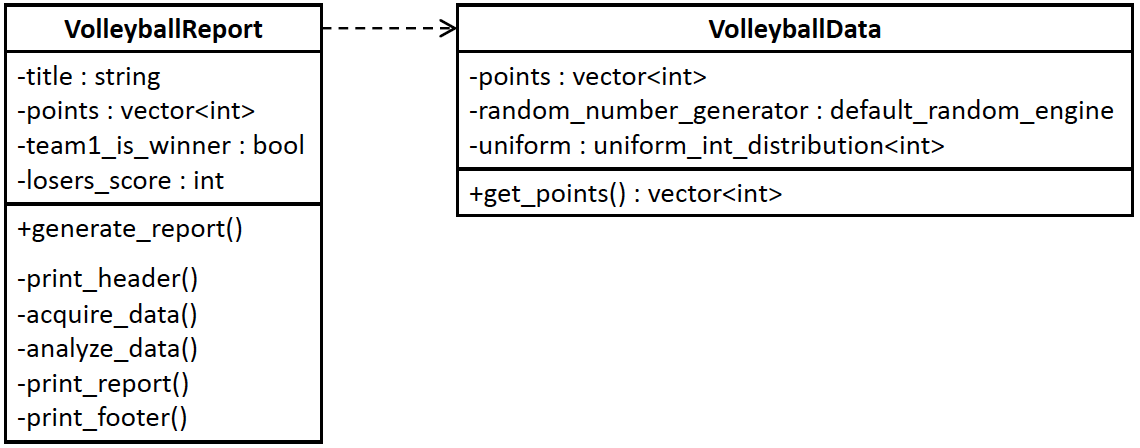 VolleyballReport
-title : string
-points : vector<int>
-team1_is_winner : bool
-losers_score : int
+generate_report()
-print_header()
-acquire_data()
-analyze_data()
-print_report()
-print_footer()
VolleyballData
-points : vector<int>
-random_number_generator : default_random_engine
-uniform : uniform_int_distribution<int>
+get_points() : vector<int>